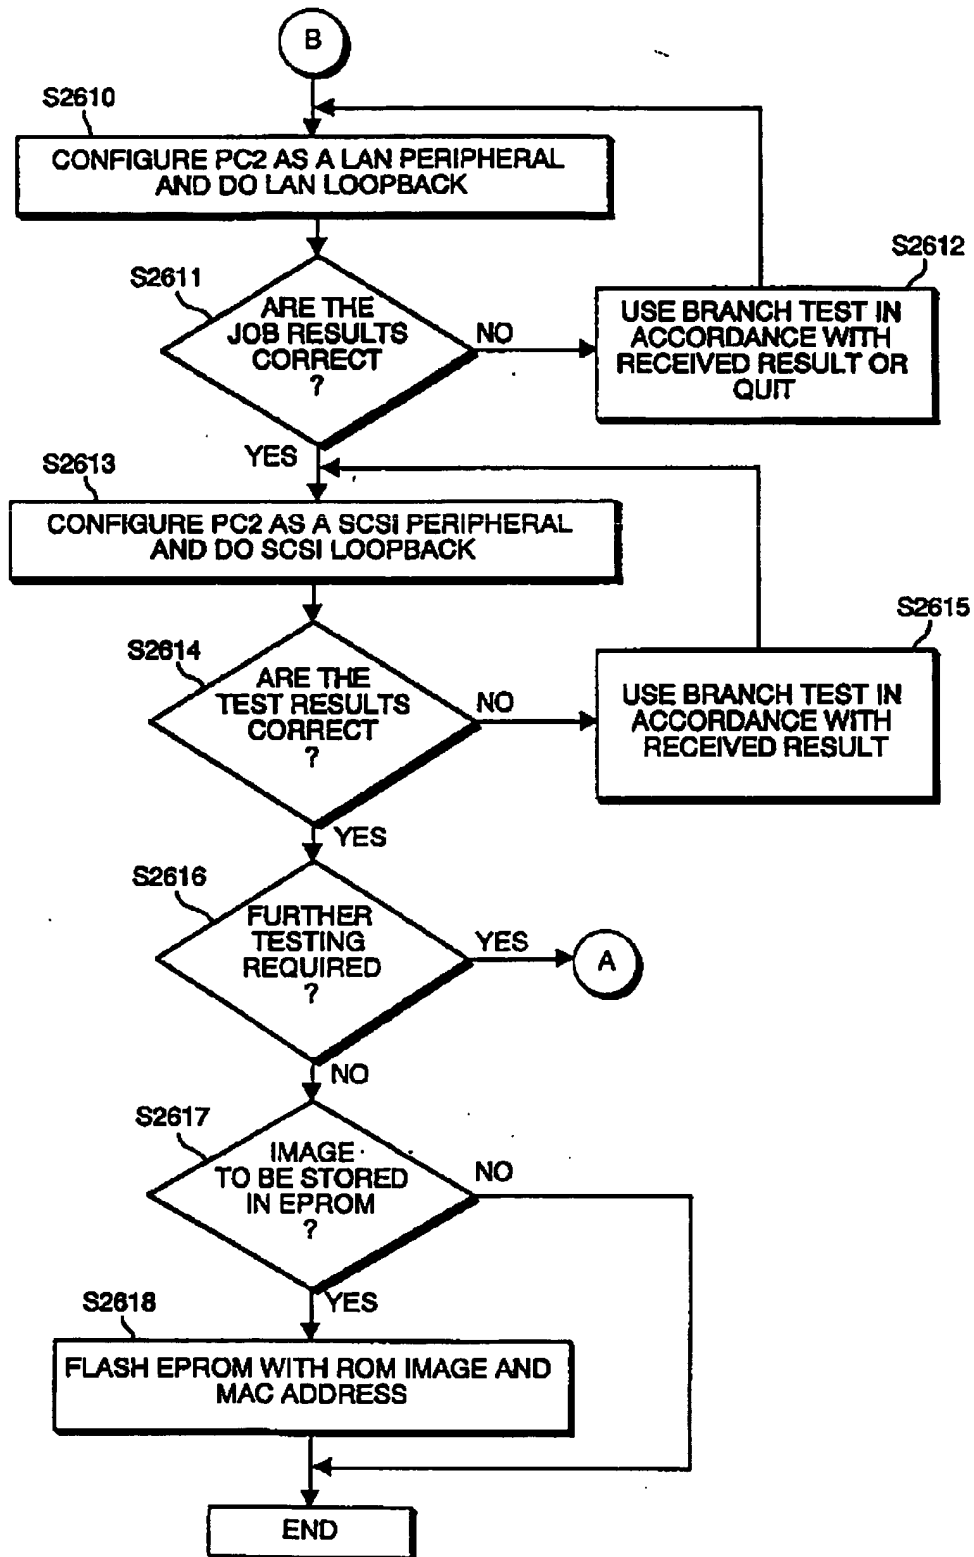 B
S2610
CONFIGURE PC2 AS A LAN PERIPHERAL
AND DO LAN LOOPBACK
S2611
ARE THE
JOB RESULTS
CORRECT
?
NO
S2612
USE BRANCH TEST IN
ACCORDANCE WITH
RECEIVED RESULT OR
QUIT
YES
S2613
CONFIGURE PC2 AS A SCSI PERIPHERAL
AND DO SCSI LOOPBACK
S2614
ARE THE
TEST RESULTS
CORRECT
?
NO
S2615
USE BRANCH TEST IN
ACCORDANCE WITH
RECEIVED RESULT
YES
S2616
FURTHER
TESTING
REQUIRED
?
YES
A
NO
S2617
IMAGE
TO BE STORED
IN EPROM
?
NO
YES
S2618
FLASH EPROM WITH ROM IMAGE AND
MAC ADDRESS
END